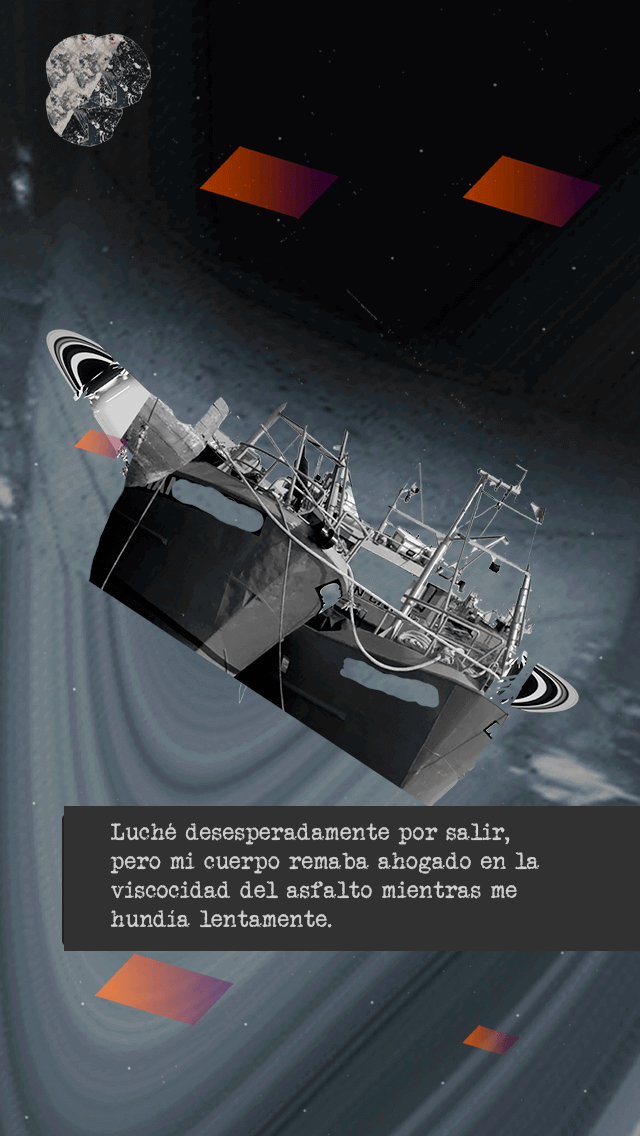 Luché desesperadamente por salir,
pero mi cuerpo remaba ahogado en la
viscocidad del asfalto mientras me
hundía lentamente.